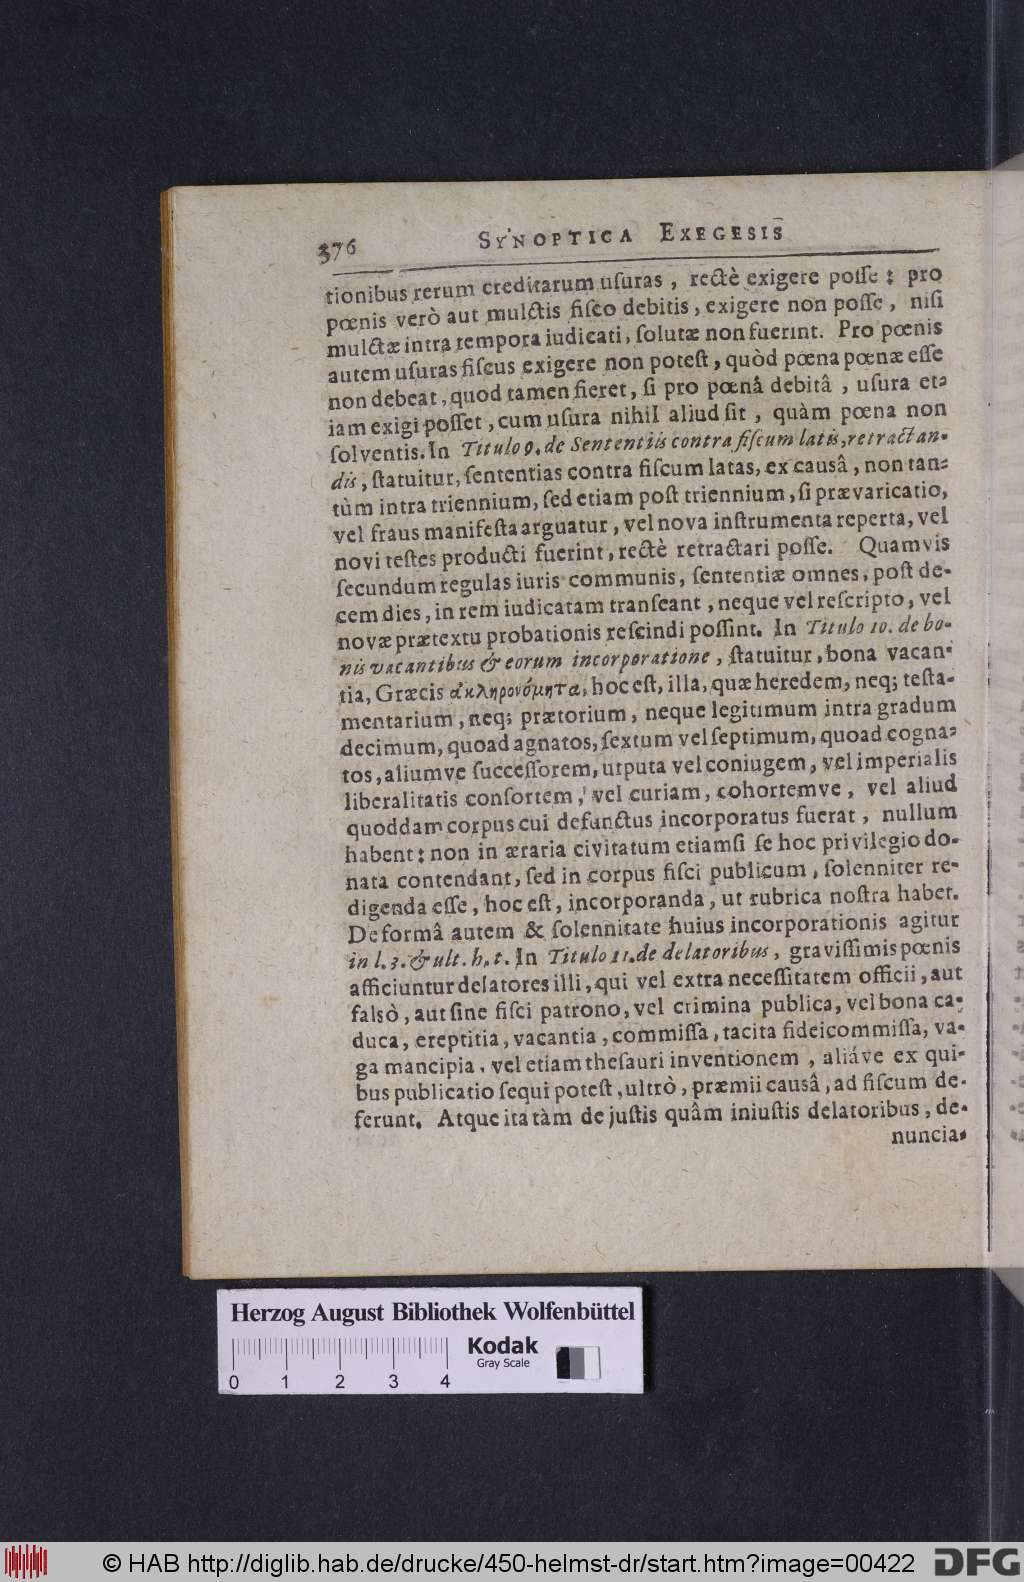 376 SYNOPTICA EXEGESIS
tionibus rerum creditarum uſuras, rectè exigere poſſe: pro
pœnis verò aut mulctis fiſco debitis, exigere non poſſe, niſi
mulctæ intra tempora iudicati, ſolutæ non fuerint. Pro pœnis
autem uſuras fiſcus exigere non poteſt, quòd pœna pœnæ eſſe
non debeat, quod tamen fieret, ſi pro pœnâ debitâ, uſura et-
iam exigi poſſet, cum uſura nihil aliud ſit, quàm pœna non
ſolventis. In Titulo 9. de Sententiis contra fiſcum latis, retractan-
dis, ſtatuitur, ſententias contra fiſcum latas, ex causâ, non tan-
tùm intra triennium, ſed etiam poſt triennium, ſi prævaricatio,
vel fraus manifeſta arguatur, vel nova inſtrumenta reperta, vel
novi teſtes producti fuerint, rectè retractari poſſe. Quamvis
ſecundum regulas iuris communis, ſententiæ omnes, poſt de-
cem dies, in rem iudicatam tranſeant, neque vel reſcripto, vel
novæ prætextu probationis reſcindi poſſint. In Titulo 10. de bo-
nis vacantibus & eorum incorporatione, ſtatuitur, bona vacan-
tia, Græcis ἀκληρονόμητα, hoc eſt, illa, quæ heredem, neq; teſta-
mentarium, neq; prætorium, neque legitimum intra gradum
decimum, quoad agnatos, ſextum vel ſeptimum, quoad cogna-
tos, aliumve ſucceſſorem, utputa vel coniugem, vel imperialis
liberalitatis conſortem, vel curiam, cohortemve, vel aliud
quoddam corpus cui defunctus incorporatus fuerat, nullum
habent: non in æraria civitatum etiamſi ſe hoc privilegio do-
nata contendant, ſed in corpus fiſci publicum, ſolenniter re-
digenda eſſe, hoc eſt, incorporanda, ut rubrica noſtra habet.
De formâ autem & ſolennitate huius incorporationis agitur
in l. 3. & ult. h. t. In Titulo 11. de delatoribus, graviſſimis pœnis
afficiuntur delatores illi, qui vel extra neceſſitatem officii, aut
falsò, aut ſine fiſci patrono, vel crimina publica, vel bona ca-
duca, ereptitia, vacantia, commiſſa, tacita fideicommiſſa, va-
ga mancipia, vel etiam theſauri inventionem, aliáve ex qui-
bus publicatio ſequi poteſt, ultrò, præmii causâ, ad fiſcum de-
ferunt. Atque ita tàm de juſtis quâm iniuſtis delatoribus, de-
nuncia-
Herzog August Bibliothek Wolfenbüttel
Kodak
Gray Scale
0 1 2 3 4
© HAB http://diglib.hab.de/drucke/450-helmst-dr/start.htm?image=00422
DFG